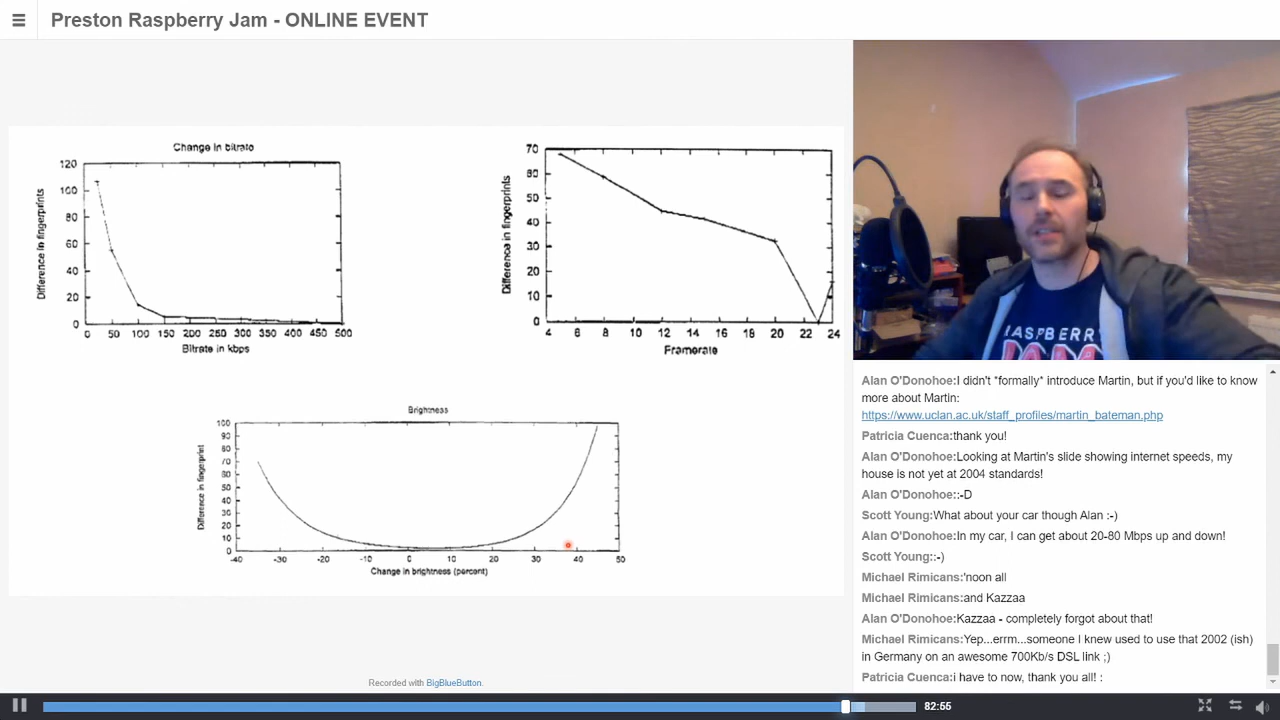 Preston Raspberry Jam - ONLINE EVENT
Change in bitrate
120
100
80
60
40
20
0
Difference in fingerprints
0 50 100 150 200 250 300 350 400 450 500
Bitrate in kbps
70
60
50
40
30
20
10
0
Difference in fingerprints
4 6 8 10 12 14 16 18 20 22 24
Framerate
Brightness
100
90
80
70
60
50
40
30
20
10
0
Difference in fingerprint
-40 -30 -20 -10 0 10 20 30 40 50
Change in brightness (percent)
Recorded with BigBlueButton.
RASPBERRY
JAM
Alan O'Donohoe:I didn't *formally* introduce Martin, but if you'd like to know
more about Martin:
https://www.uclan.ac.uk/staff_profiles/martin_bateman.php
Patricia Cuenca:thank you!
Alan O'Donohoe:Looking at Martin's slide showing internet speeds, my
house is not yet at 2004 standards!
Alan O'Donohoe::-D
Scott Young:What about your car though Alan :-)
Alan O'Donohoe:In my car, I can get about 20-80 Mbps up and down!
Scott Young::-)
Michael Rimicans:'noon all
Michael Rimicans:and Kazzaa
Alan O'Donohoe:Kazzaa - completely forgot about that!
Michael Rimicans:Yep...errm...someone I knew used to use that 2002 (ish)
in Germany on an awesome 700Kb/s DSL link ;)
Patricia Cuenca:i have to now, thank you all! :
82:55